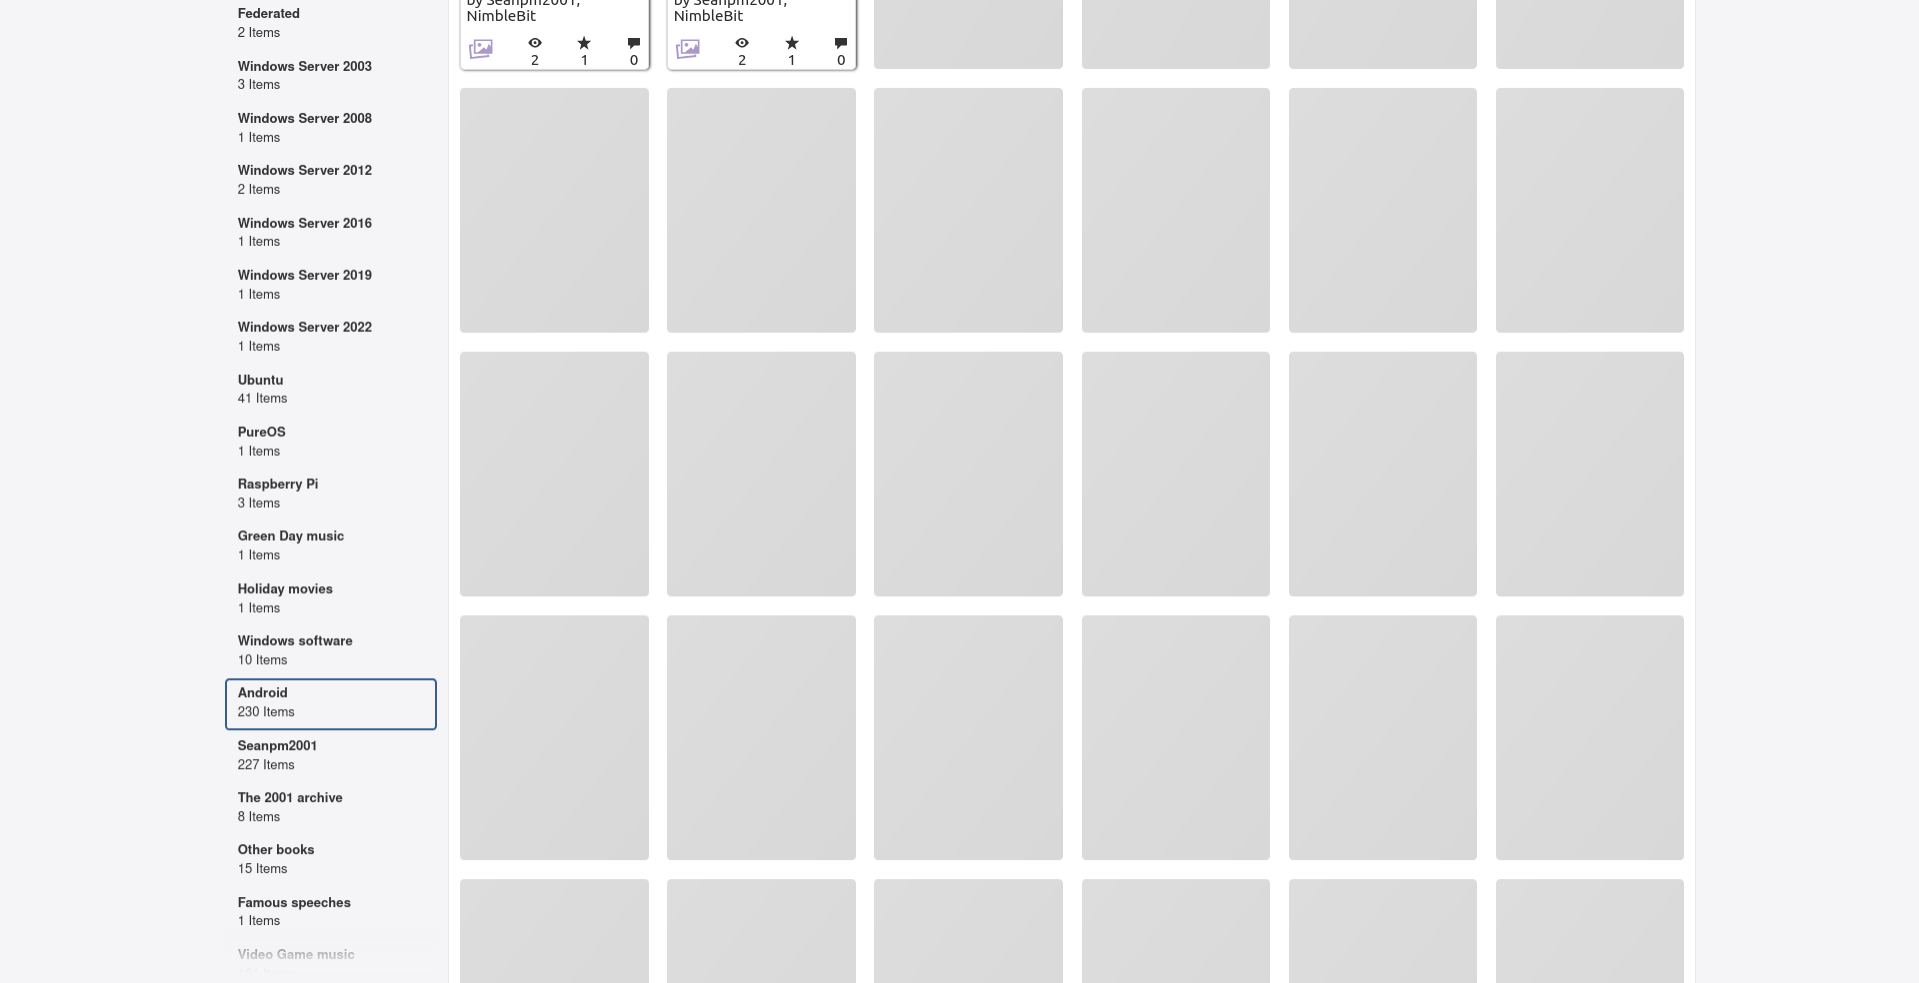 Federated
2 Items
Windows Server 2003
3 Items
Windows Server 2008
1 Items
Windows Server 2012
2 Items
Windows Server 2016
1 Items
Windows Server 2019
1 Items
Windows Server 2022
1 Items
Ubuntu
41 Items
PureOS
1 Items
Raspberry Pi
3 Items
Green Day music
1 Items
Holiday movies
1 Items
Windows software
10 Items
Android
230 Items
Seanpm2001
227 Items
The 2001 archive
8 Items
Other books
15 Items
Famous speeches
1 Items
Video Game music
by Seanpm2001,
NimbleBit
2 1 0
by Seanpm2001,
NimbleBit
2 1 0